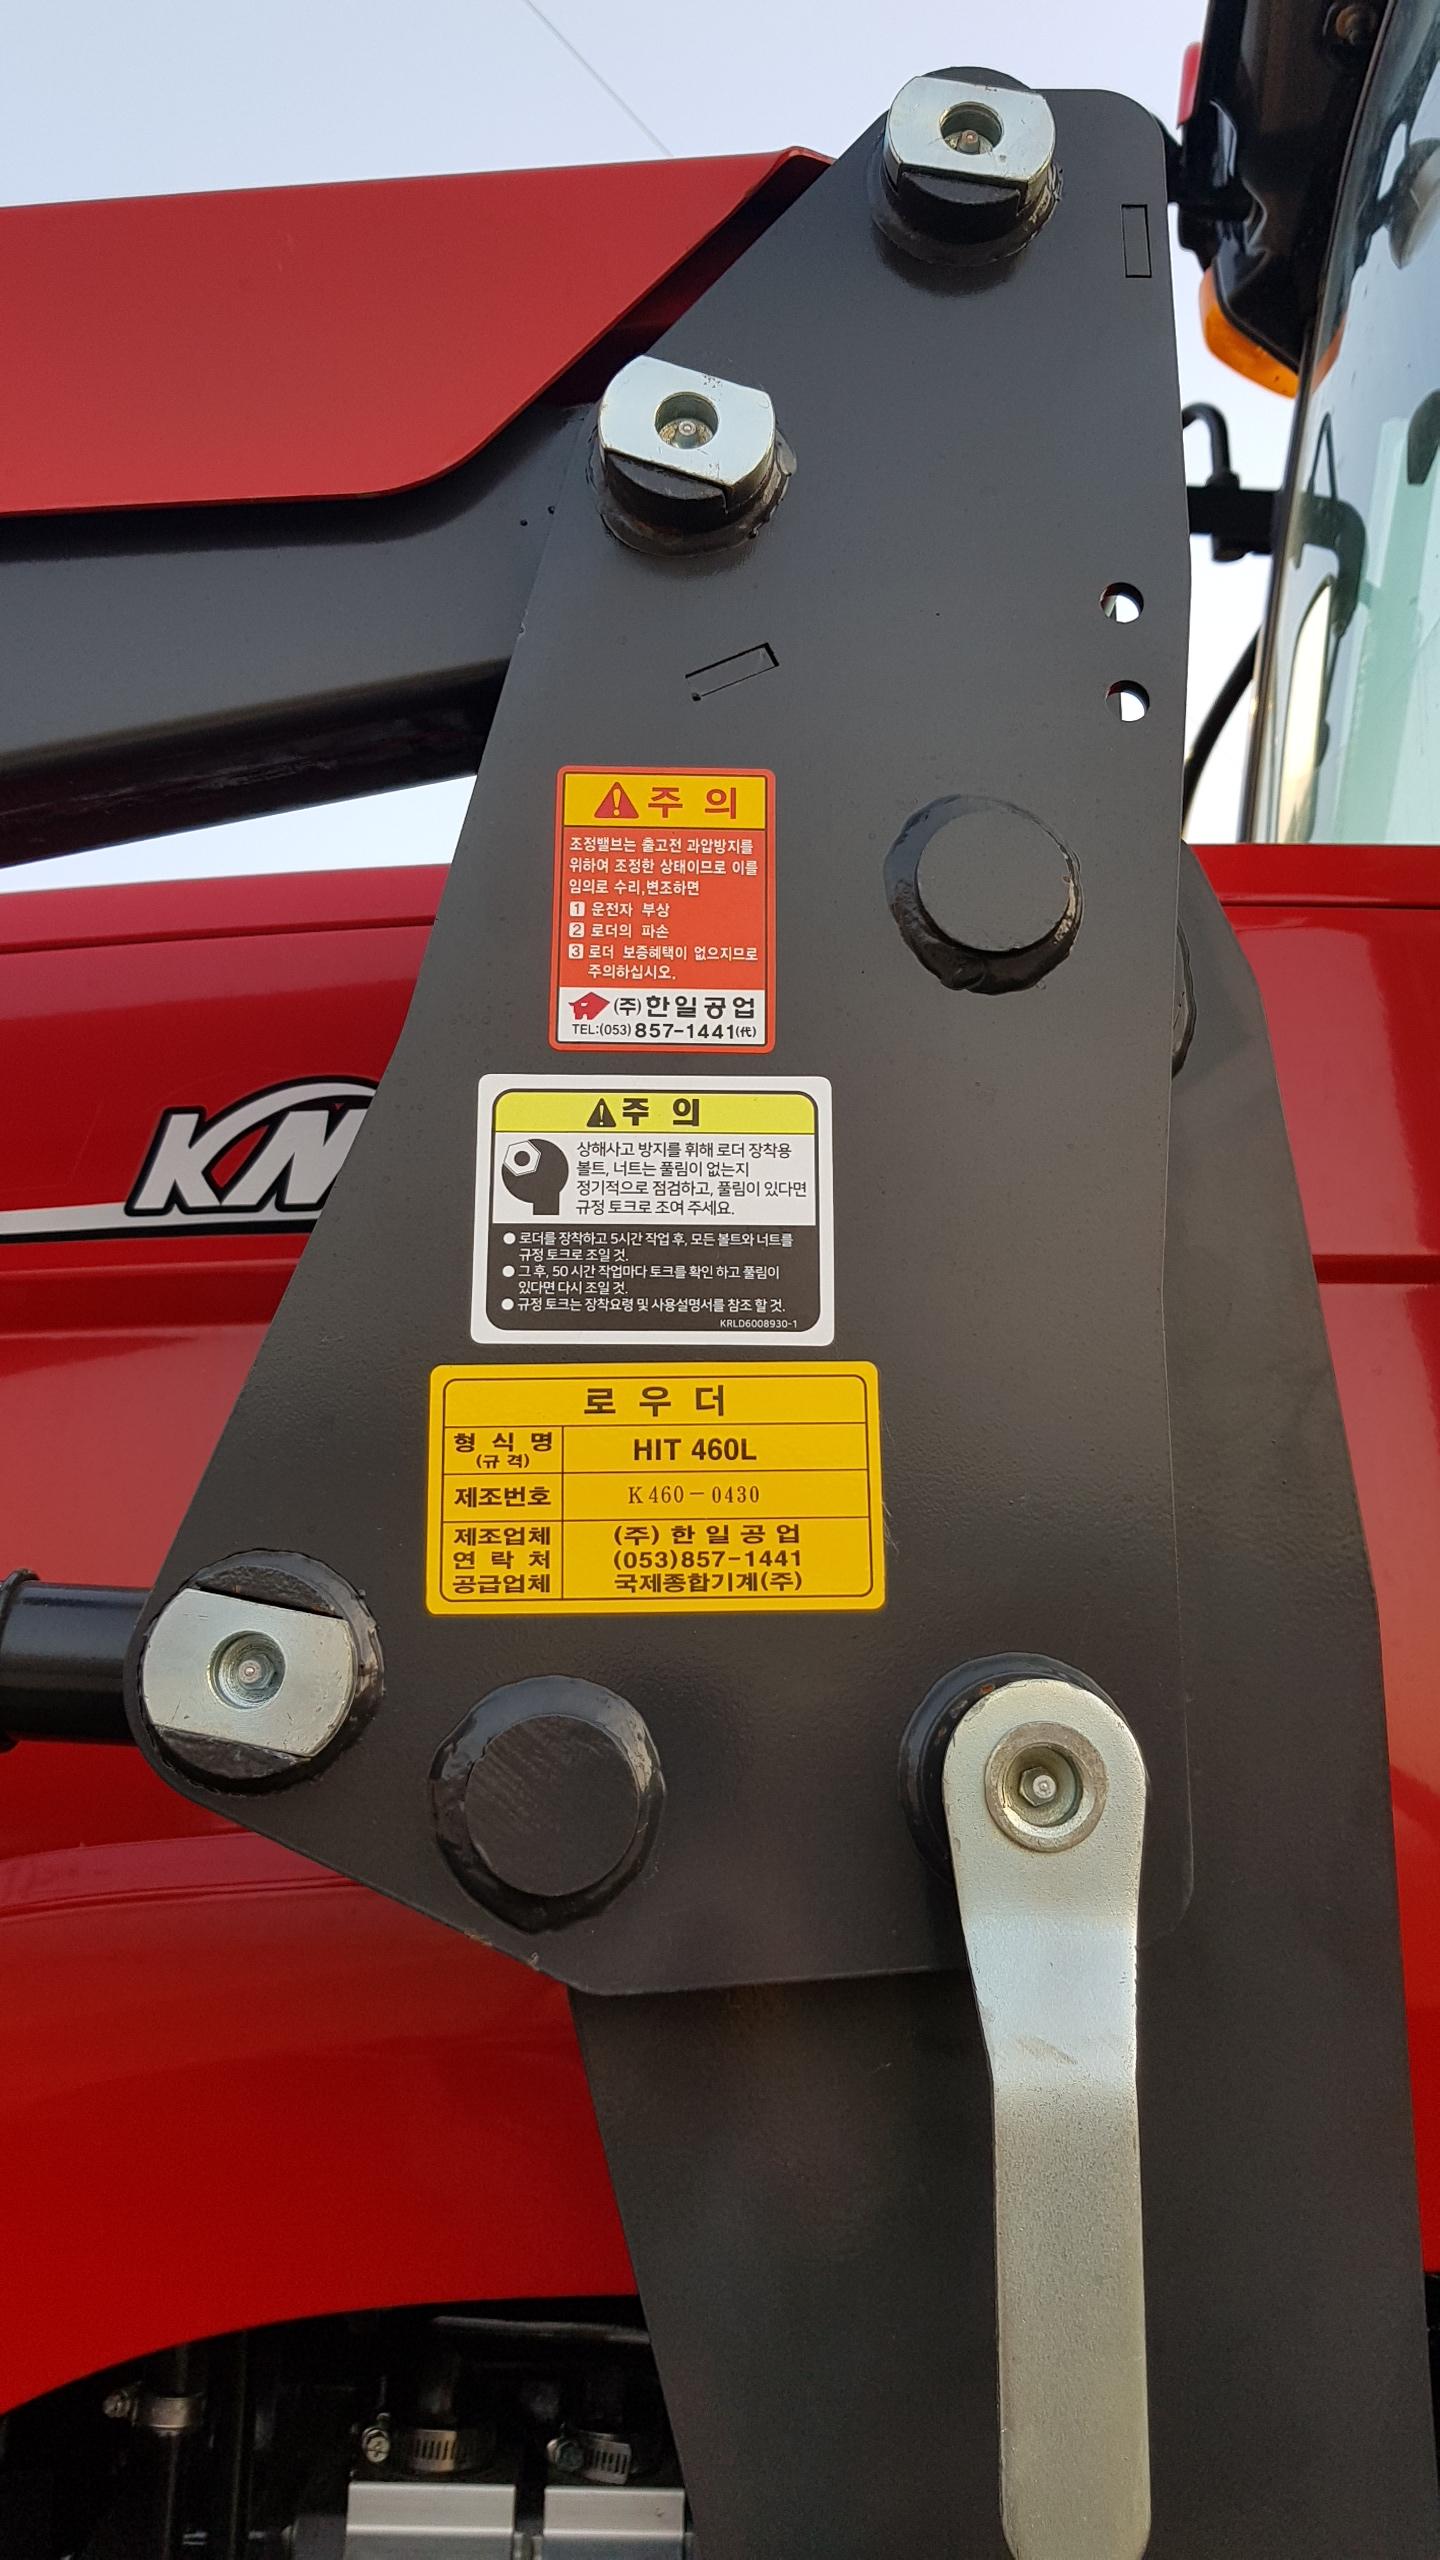 주 의
조정밸브는 출고전 과압방지를
위하여 조정한 상태이므로 이를
임의로 수리,변조하면
1 운전자 부상
2 로더의 파손
3 로더 보증혜택이 없으므로
주의하십시오.
(주)한일공업
TEL:(053)857-1441(代)
KN
주 의
상해사고 방지를 휘해 로더 장착용
볼트, 너트는 풀림이 없는지
정기적으로 점검하고, 풀림이 있다면
규정 토크로 조여 주세요.
● 로더를 장착하고 5시간 작업 후, 모든 볼트와 너트를
규정 토크로 조일 것.
● 그 후, 50 시간 작업마다 토크를 확인 하고 풀림이
있다면 다시 조일 것.
● 규정 토크는 장착요령 및 사용설명서를 참조 할 것.
KRLD6008930-1
로 우 더
형 식 명 HIT 460L
(규 격)
제조번호 K460-0430
제조업체 (주)한일공업
연 락 처 (053)857-1441
공급업체 국제종합기계(주)